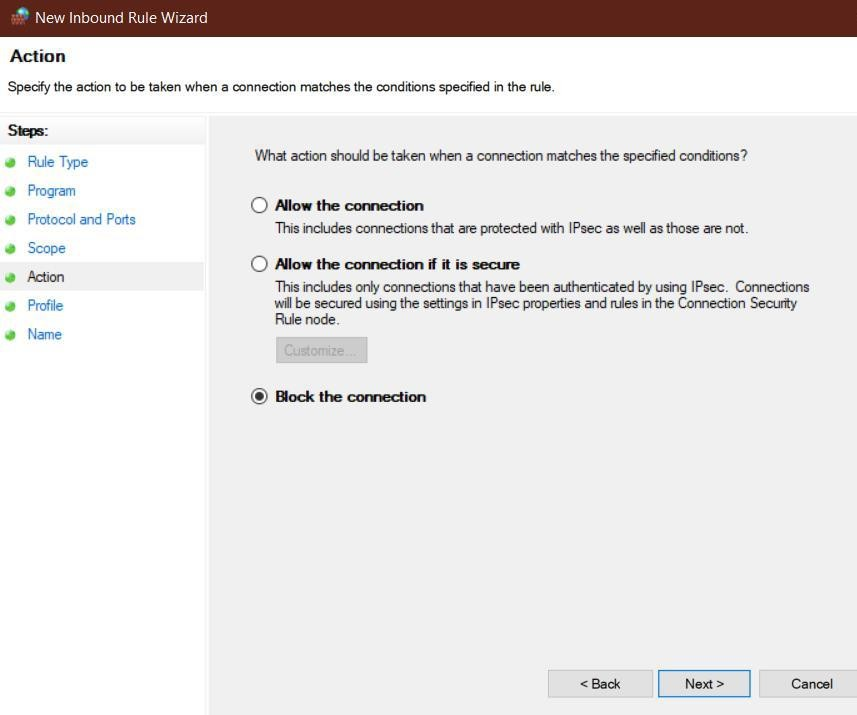 New Inbound Rule Wizard
Action
Specify the action to be taken when a connection matches the conditions specified in the rule.
Steps:
Rule Type
Program
Protocol and Ports
Scope
Action
Profile
Name
What action should be taken when a connection matches the specified conditions?
Allow the connection
This includes connections that are protected with IPsec as well as those are not.
Allow the connection if it is secure
This includes only connections that have been authenticated by using IPsec. Connections
will be secured using the settings in IPsec properties and rules in the Connection Security
Rule node.
Customize...
Block the connection
< Back
Next >
Cancel